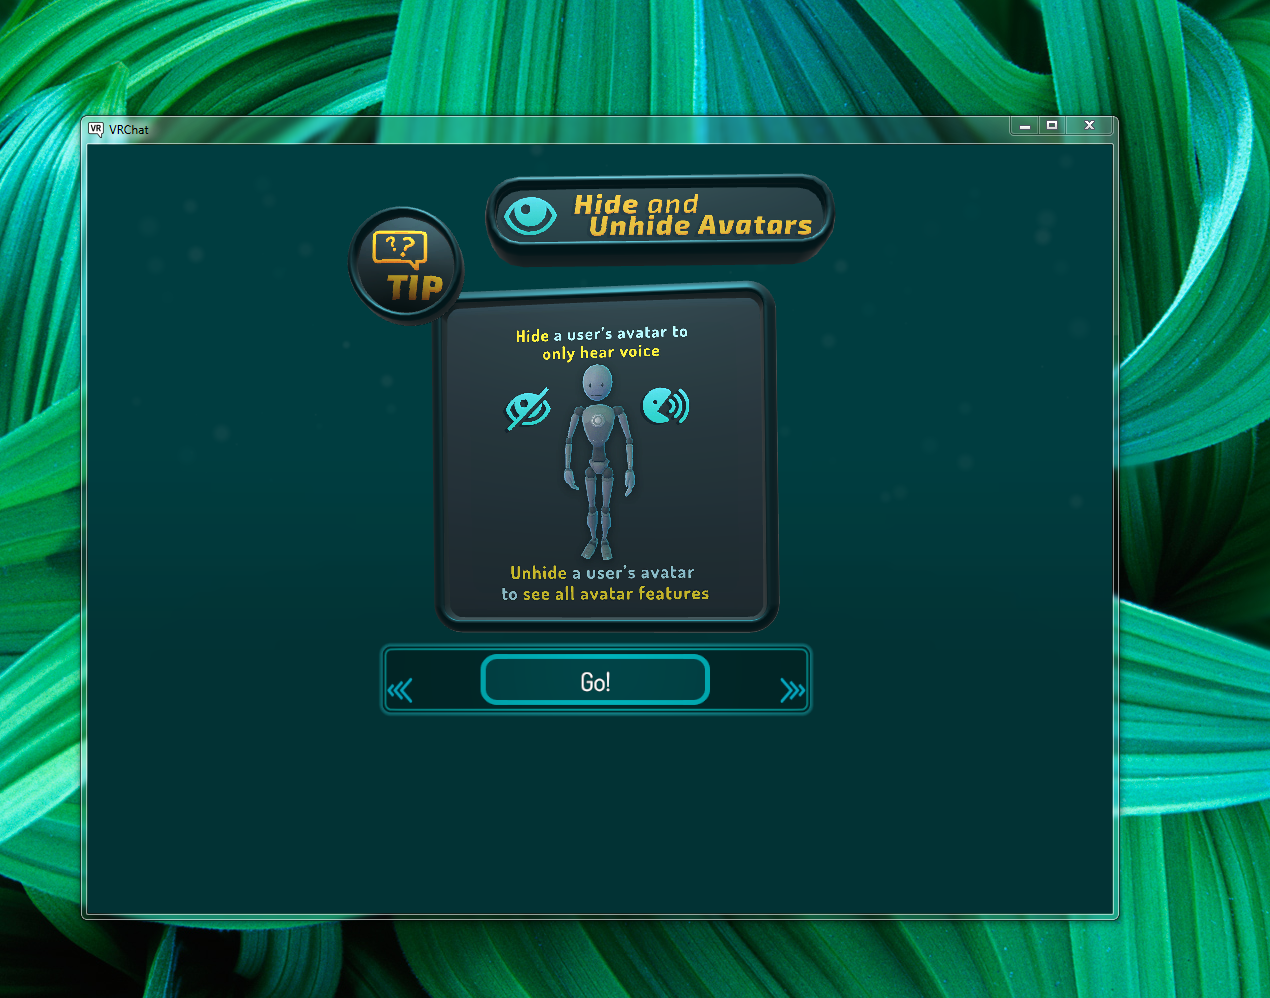 VR VRChat
Hide and
Unhide Avatars
??
TIP
Hide a user's avatar to
only hear voice
Unhide a user's avatar
to see all avatar features
Go!